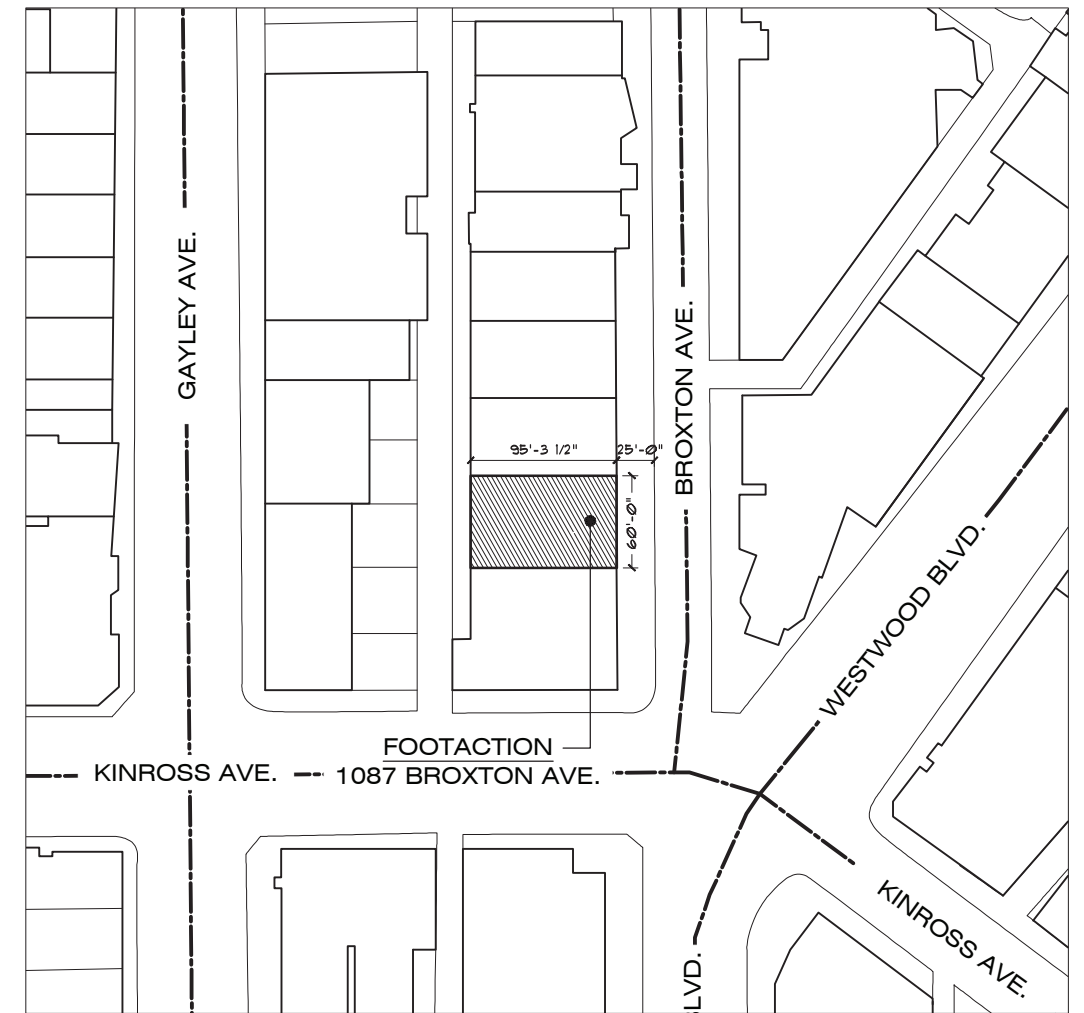 GAYLEY AVE.
BROXTON AVE.
95'-3 1/2"
25'-0"
60'-0"
WESTWOOD BLVD.
FOOTACTION
KINROSS AVE.
1087 BROXTON AVE.
KINROSS AVE.
LVD.